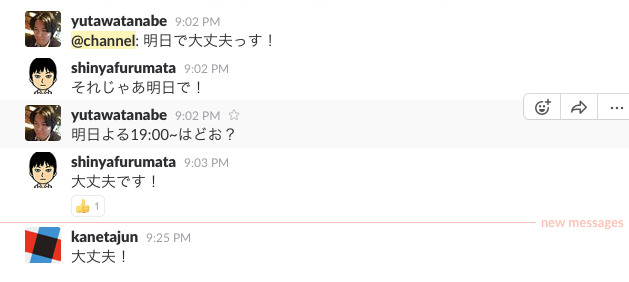 yutawatanabe 9:02 PM
@channel: 明日で大丈夫っす！
shinyafurumata 9:02 PM
それじゃあ明日で！
yutawatanabe 9:02 PM
明日よる19:00~はどお？
shinyafurumata 9:03 PM
大丈夫です！
1
new messages
kanetajun 9:25 PM
大丈夫！